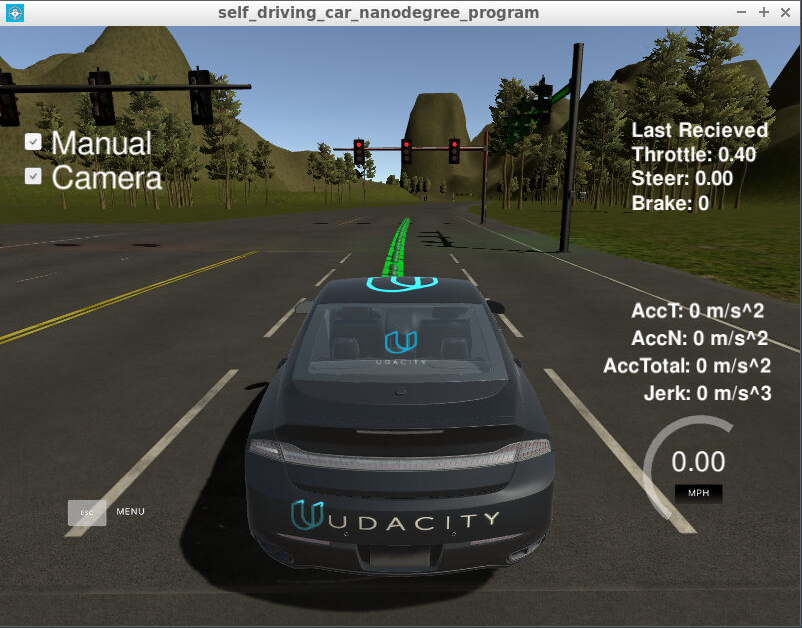 self_driving_car_nanodegree_program
Manual
Camera
Last Recieved
Throttle: 0.40
Steer: 0.00
Brake: 0
AccT: 0 m/s^2
AccN: 0 m/s^2
AccTotal: 0 m/s^2
Jerk: 0 m/s^3
0.00
MPH
UDACITY
ESC
MENU
UDACITY